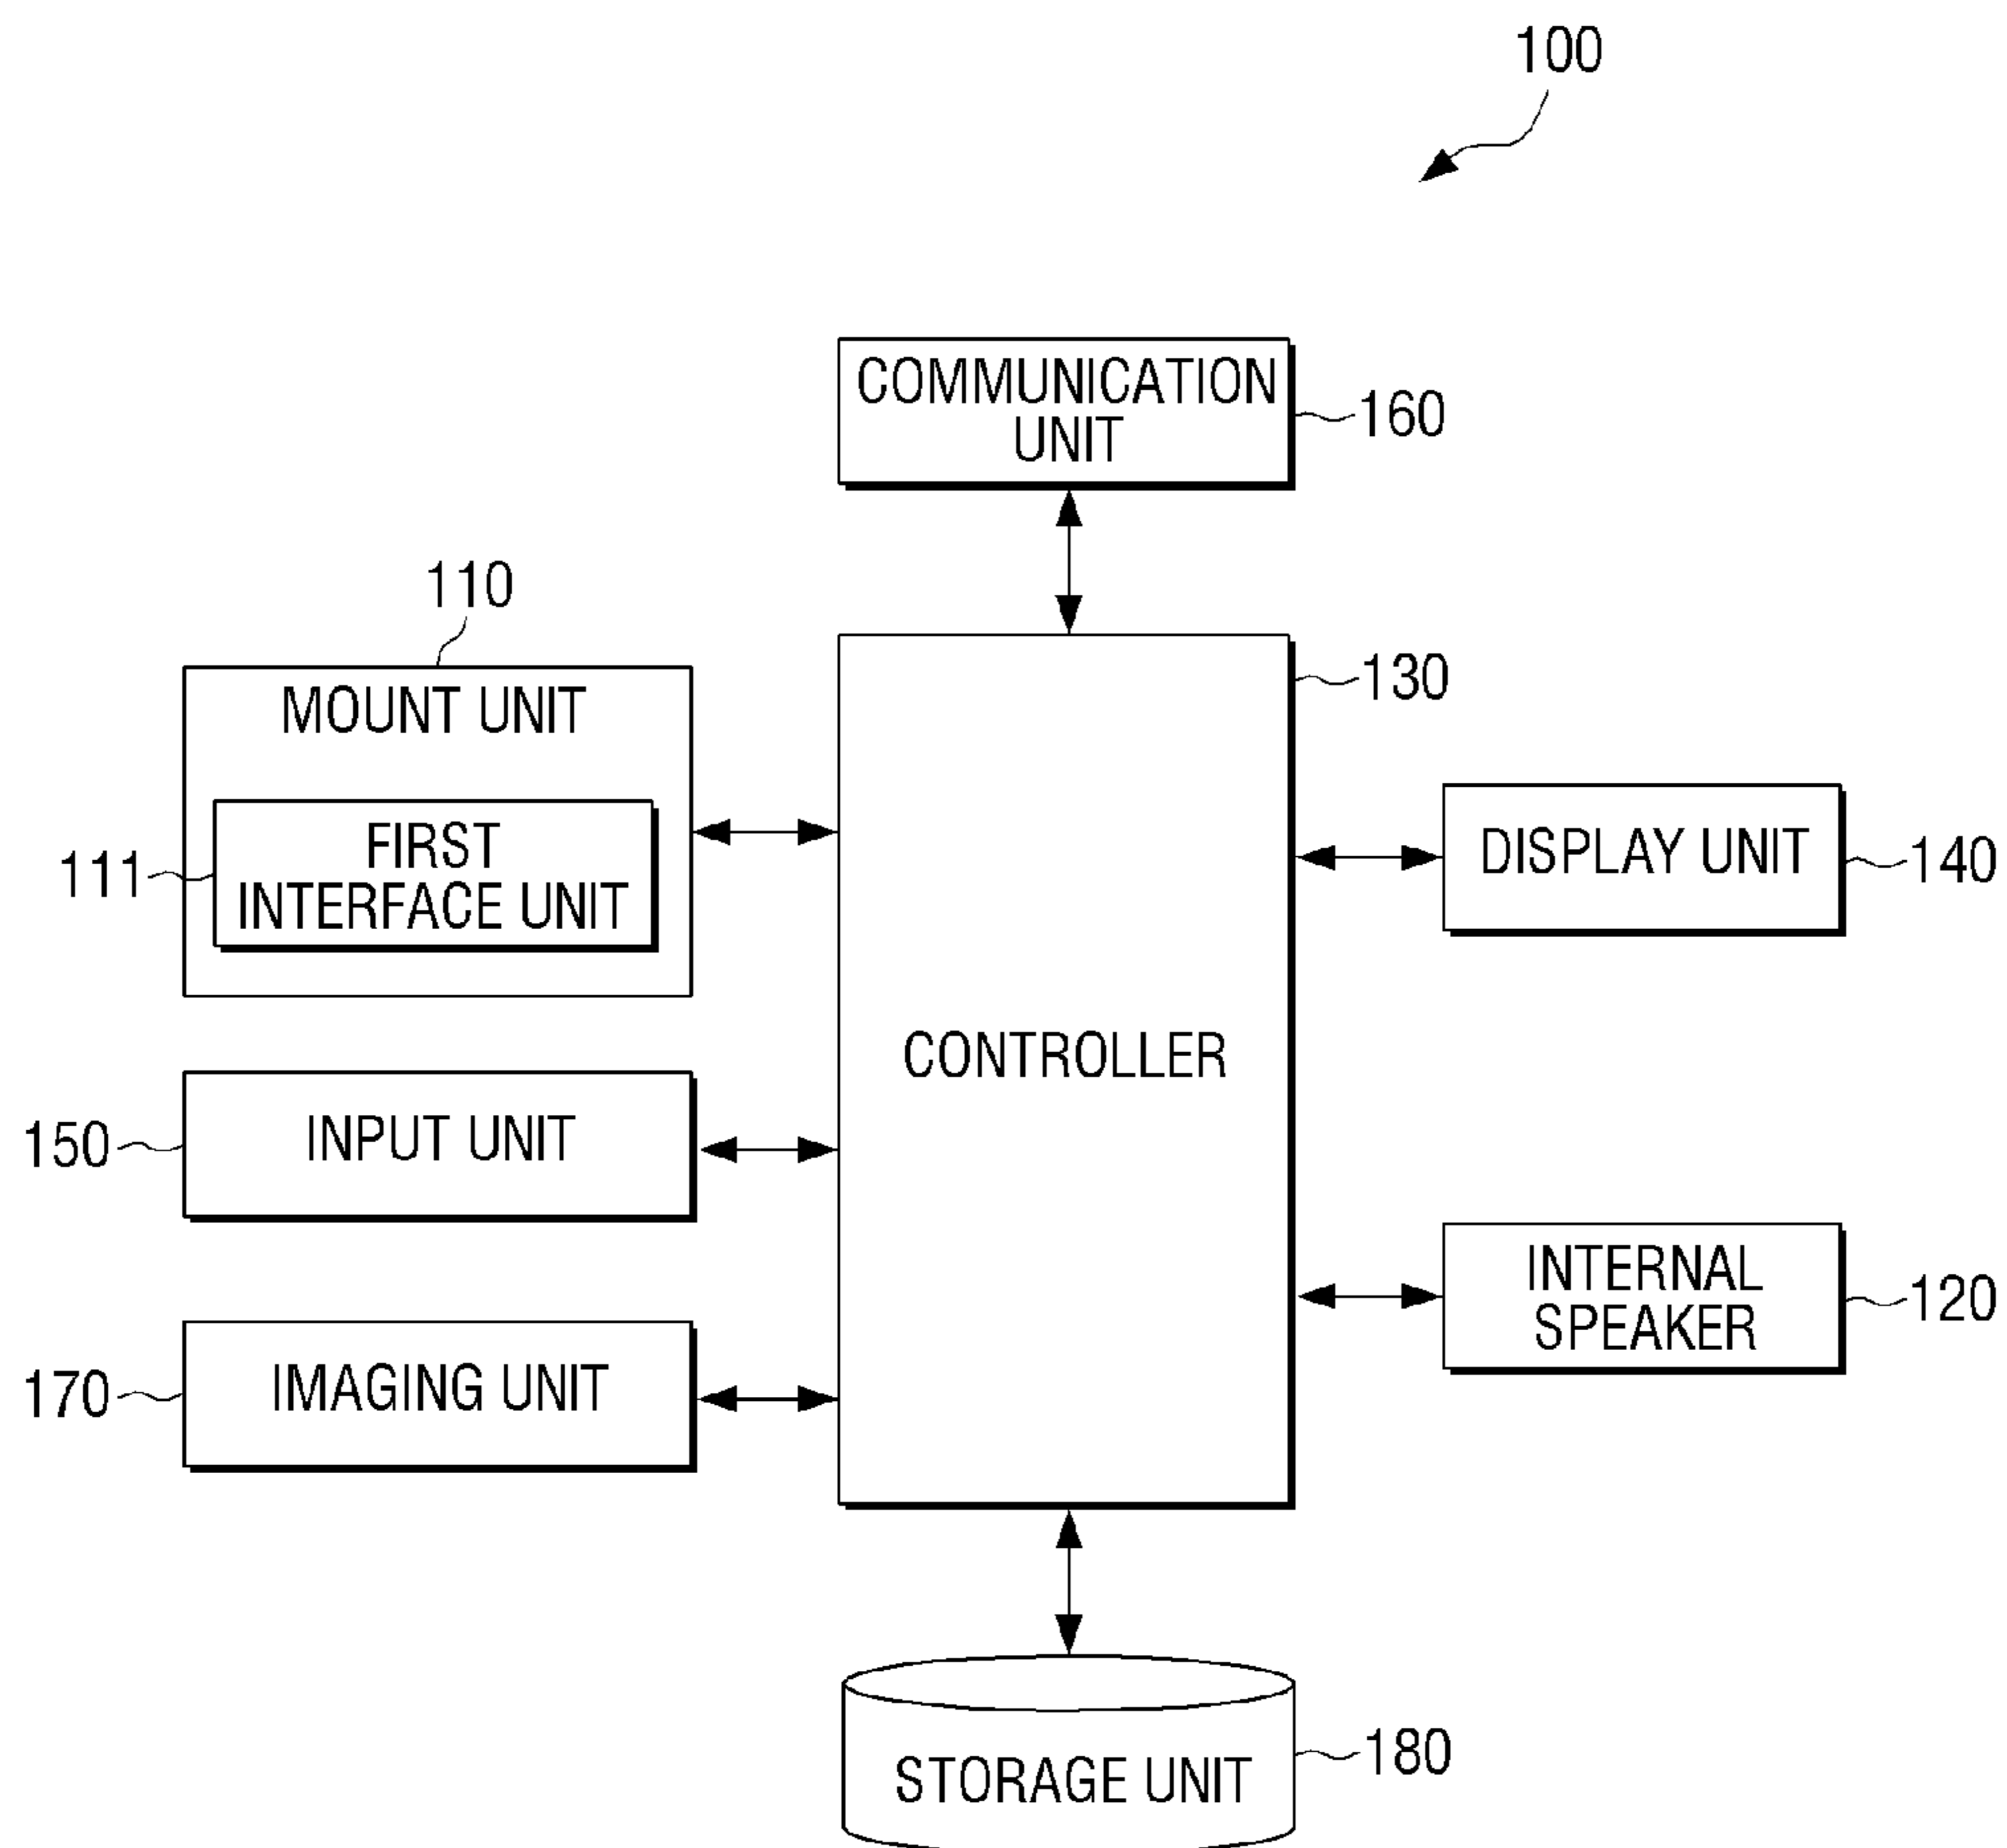 100
COMMUNICATION
UNIT
160
110
130
MOUNT UNIT
FIRST
INTERFACE UNIT
111
DISPLAY UNIT
140
CONTROLLER
INPUT UNIT
150
INTERNAL
SPEAKER
120
IMAGING UNIT
170
STORAGE UNIT
180